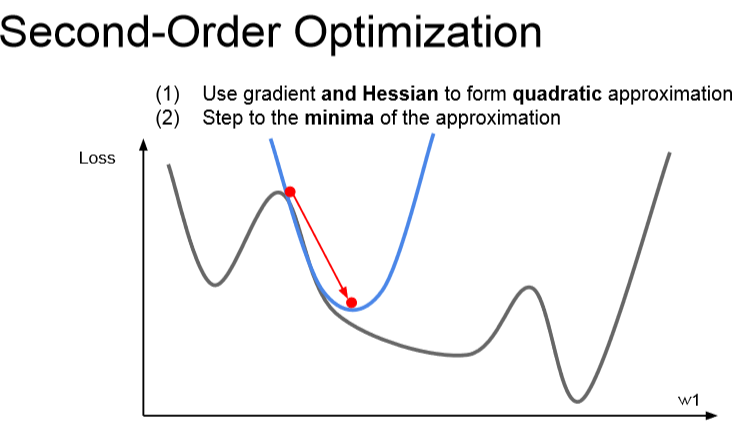 Second-Order Optimization
(1) Use gradient and Hessian to form quadratic approximation
(2) Step to the minima of the approximation
Loss
w1